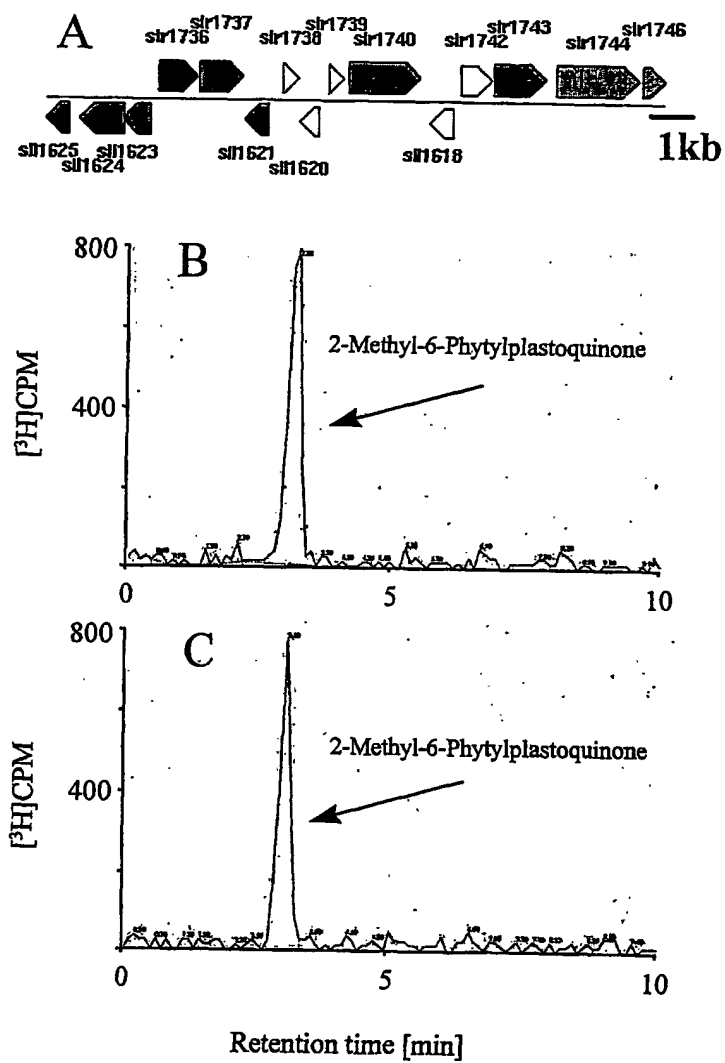 A
slr1736 slr1737 slr1738 slr1739 slr1740 slr1742 slr1743 slr1744 slr1746
sll1625 sll1624 sll1623 sll1621 sll1620 sll1618
1kb
B
800
400
[³H]CPM
2-Methyl-6-Phytylplastoquinone
0 5 10
C
800
400
[³H]CPM
2-Methyl-6-Phytylplastoquinone
0 5 10
Retention time [min]